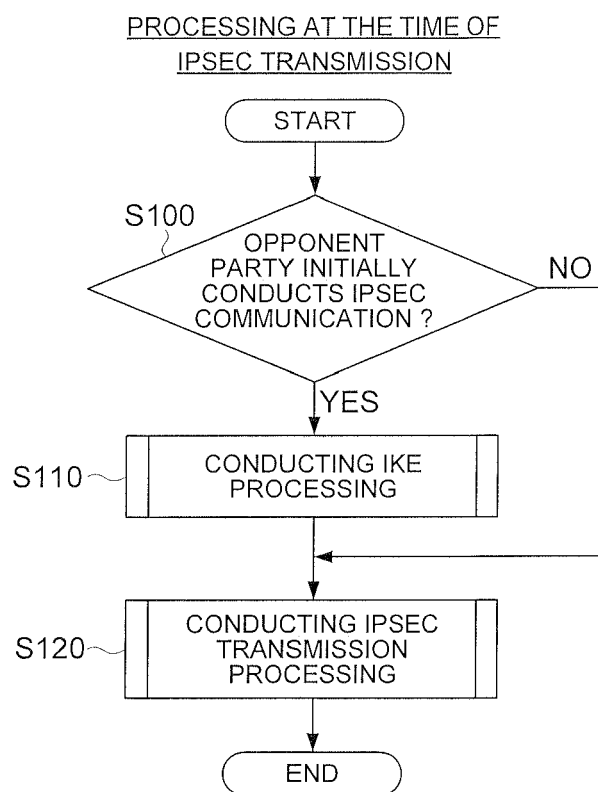 PROCESSING AT THE TIME OF
IPSEC TRANSMISSION
START
S100
OPPONENT
PARTY INITIALLY
CONDUCTS IPSEC
COMMUNICATION ?
NO
YES
S110
CONDUCTING IKE
PROCESSING
S120
CONDUCTING IPSEC
TRANSMISSION
PROCESSING
END